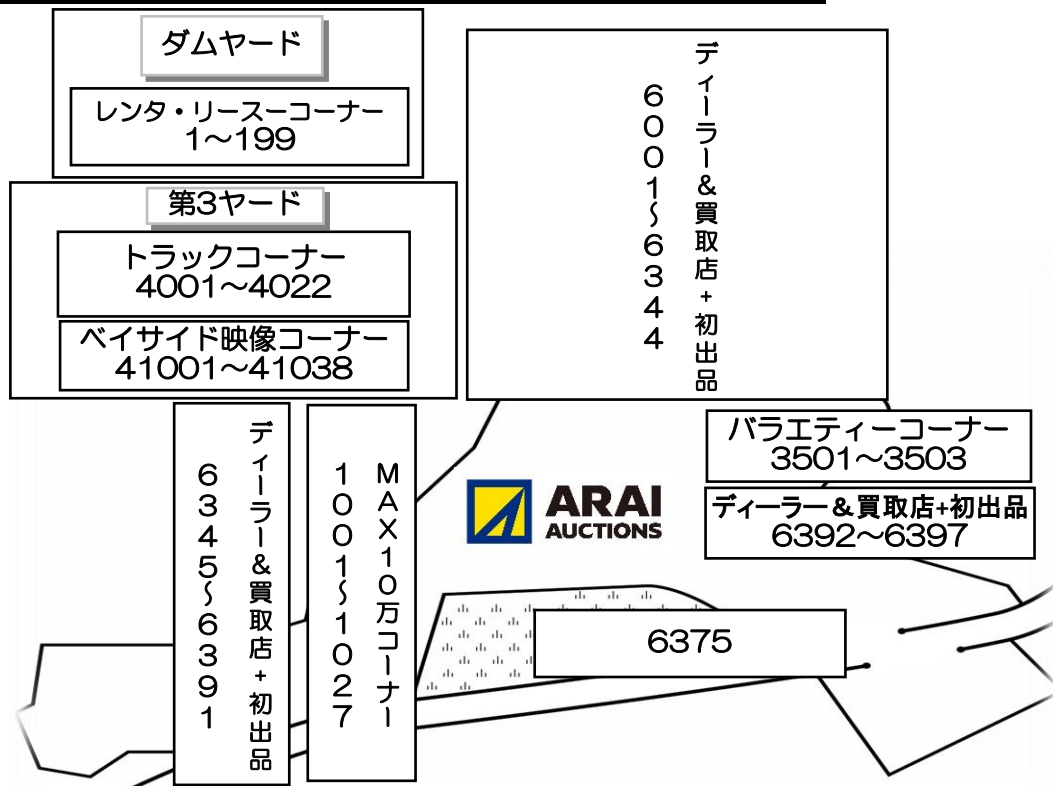 ダムヤード
レンタ・リースーコーナー
1～199
第3ヤード
トラックコーナー
4001～4022
ベイサイド映像コーナー
41001～41038
ディーラー&買取店+初出品
6001～6344
ディーラー&買取店+初出品
6345～6391
MAX10万コーナー
1001～1027
ARAI
AUCTIONS
バラエティーコーナー
3501～3503
ディーラー&買取店+初出品
6392～6397
6375